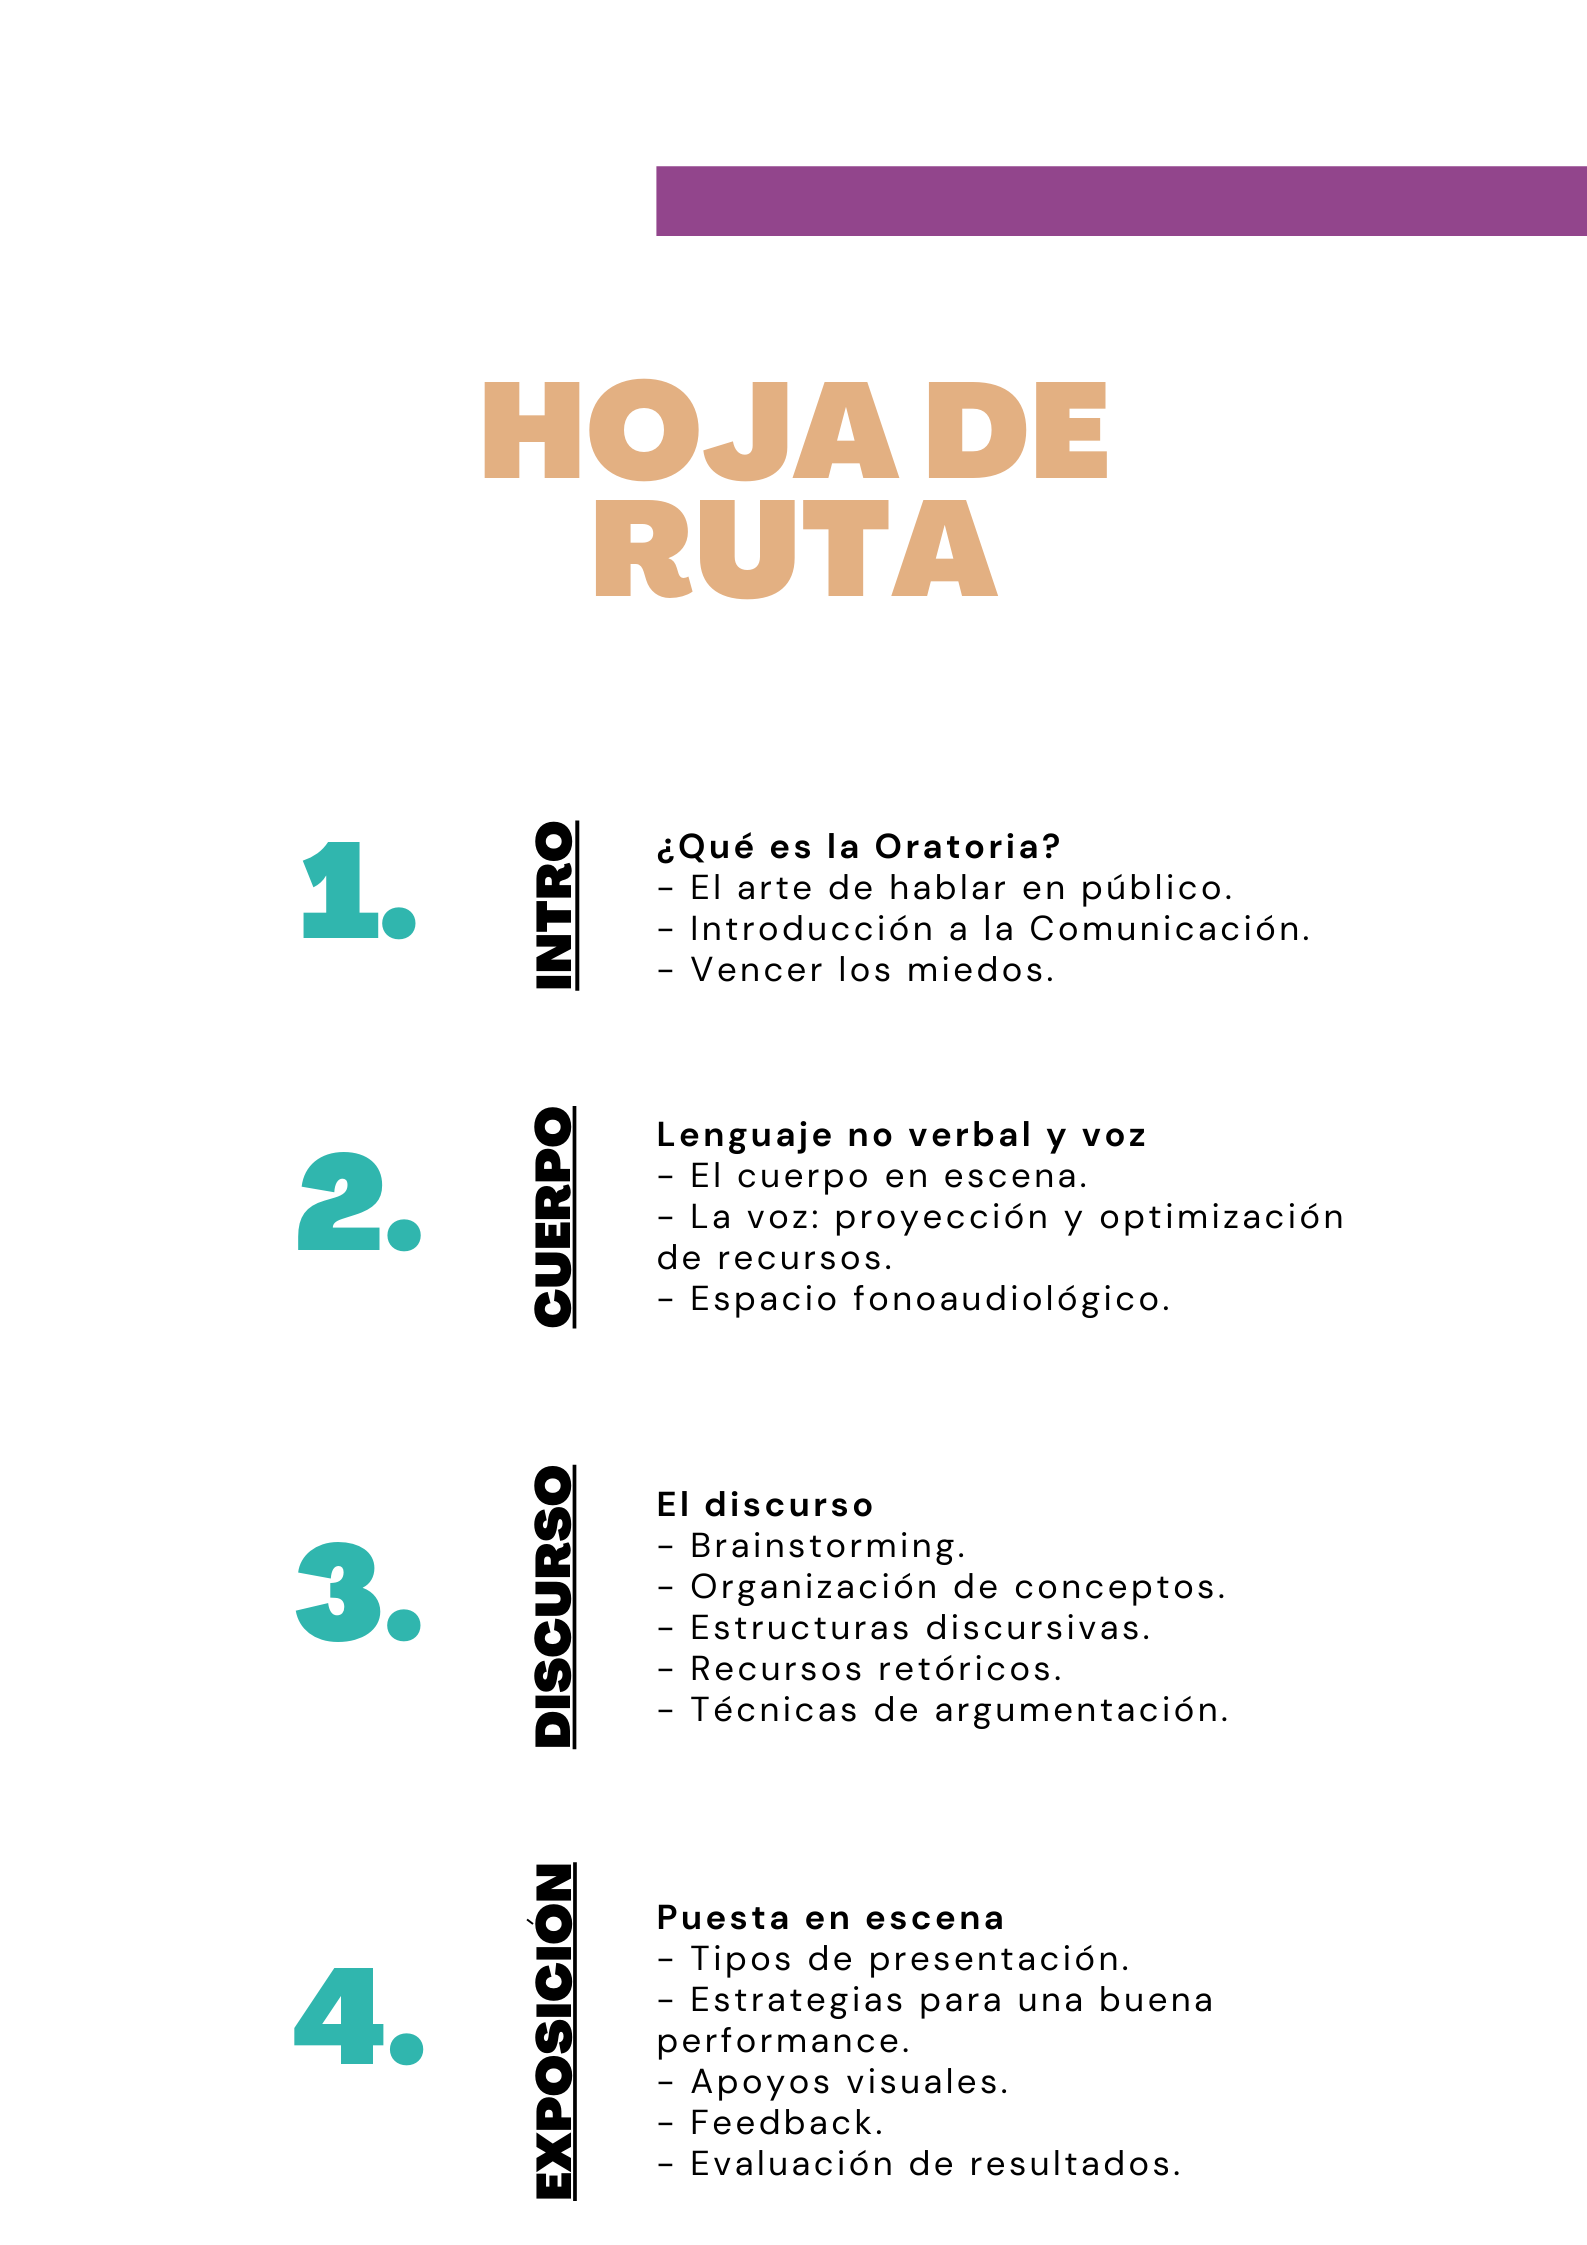 HOJA DE
RUTA
1.
INTRO
¿Qué es la Oratoria?
- El arte de hablar en público.
- Introducción a la Comunicación.
- Vencer los miedos.
2.
CUERPO
Lenguaje no verbal y voz
- El cuerpo en escena.
- La voz: proyección y optimización
de recursos.
- Espacio fonoaudiológico.
3.
DISCURSO
El discurso
- Brainstorming.
- Organización de conceptos.
- Estructuras discursivas.
- Recursos retóricos.
- Técnicas de argumentación.
4.
EXPOSICIÓN
Puesta en escena
- Tipos de presentación.
- Estrategias para una buena
performance.
- Apoyos visuales.
- Feedback.
- Evaluación de resultados.